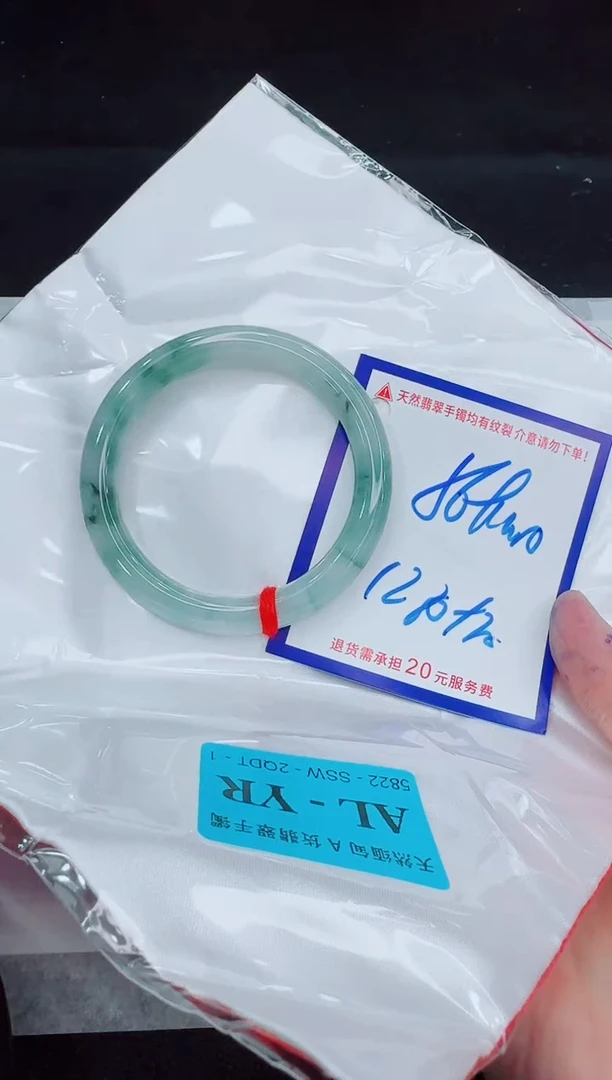 天然翡翠手镯均有纹裂 介意请勿下单!
退货需承担20元服务费
天然缅甸A货翡翠手镯
AL-YR
5822-SSW-2QDT-1